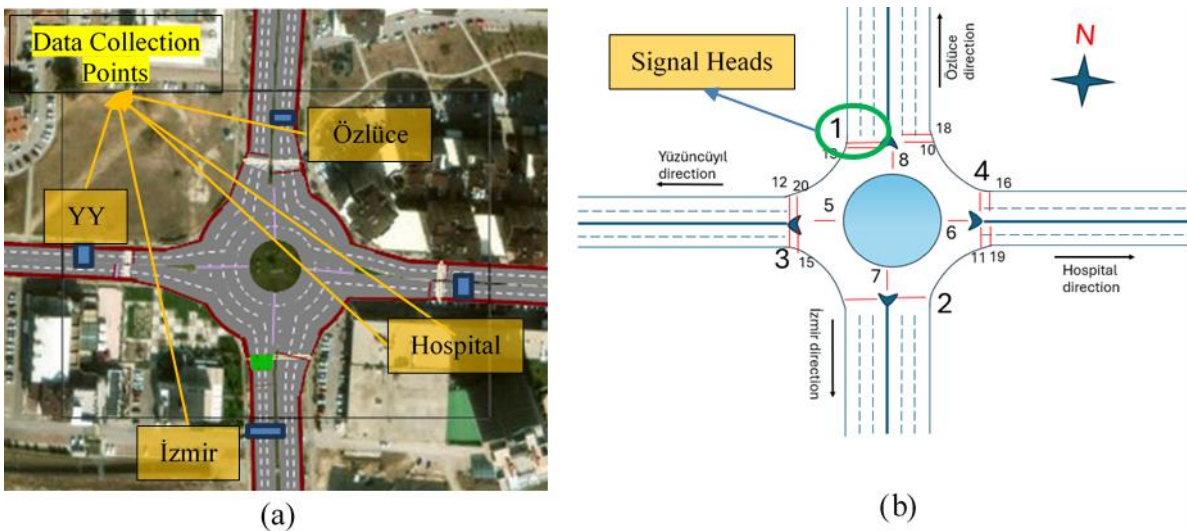 Data Collection
Points
Özlüce
YY
Hospital
İzmir
(a)
Signal Heads
Özlüce
direction
N
1
13
8
18
10
Yüzüncüyıl
direction
12
20
4
16
5
6
3
15
11
19
7
2
Hospital
direction
İzmir direction
(b)